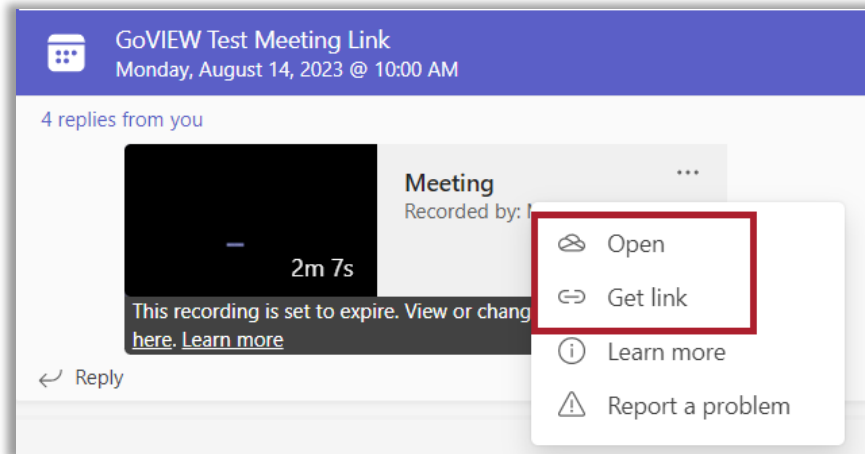 GoVIEW Test Meeting Link
Monday, August 14, 2023 @ 10:00 AM
4 replies from you
Meeting
Recorded by:
2m 7s
This recording is set to expire. View or chang
here. Learn more
Reply
Open
Get link
Learn more
Report a problem